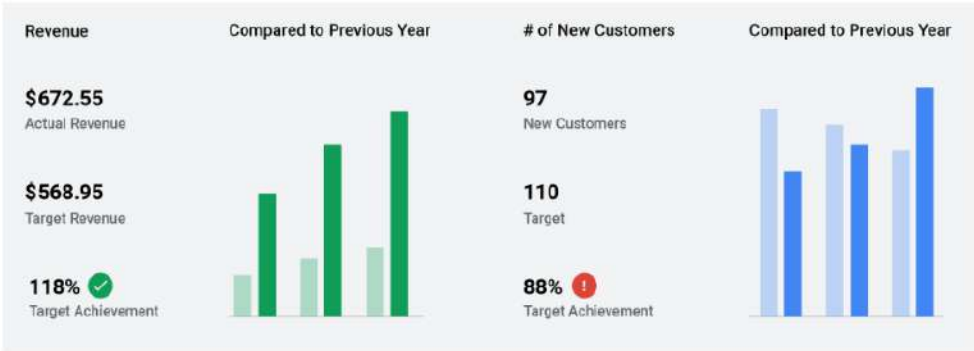 Revenue
Compared to Previous Year
# of New Customers
Compared to Previous Year
$672.55
Actual Revenue
97
New Customers
$568.95
Target Revenue
110
Target
118%
Target Achievement
88%
!
Target Achievement